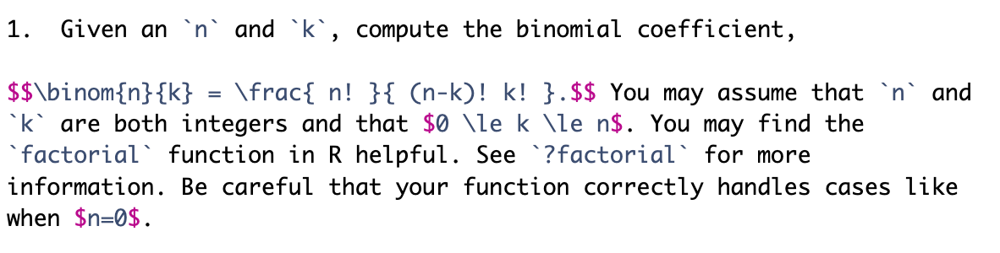 1.  Given an `n` and `k`, compute the binomial coefficient,
$$\binom{n}{k} = \frac{ n! }{ (n-k)! k! }.$$ You may assume that `n` and
`k` are both integers and that $0 \le k \le n$. You may find the
`factorial` function in R helpful. See `?factorial` for more
information. Be careful that your function correctly handles cases like
when $n=0$.